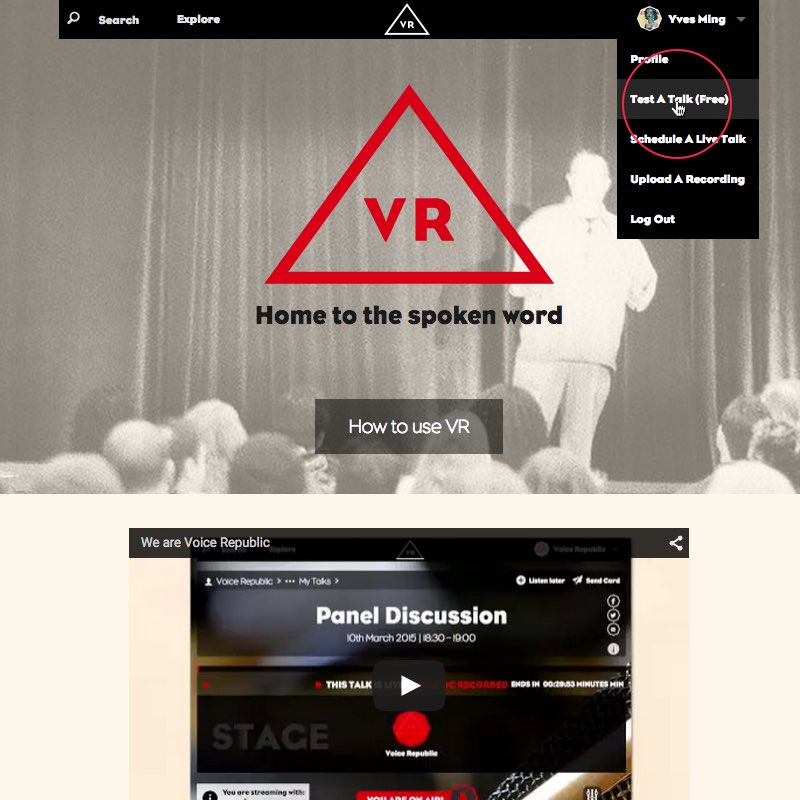 Search
Explore
VR
Yves Ming
Profile
Test A Talk (Free)
Schedule A Live Talk
Upload A Recording
Log Out
VR
Home to the spoken word
How to use VR
We are Voice Republic
Explore
VR
Voice Republic
Voice Republic > ••• My Talks >
Listen later
Send Card
Panel Discussion
10th March 2015 | 18:30 - 19:00
THIS TALK IS LIVE
RECORDED
ENDS IN 00:29:53 MINUTES MIN
STAGE
Voice Republic
You are streaming with:
YOU ARE ON AIR!